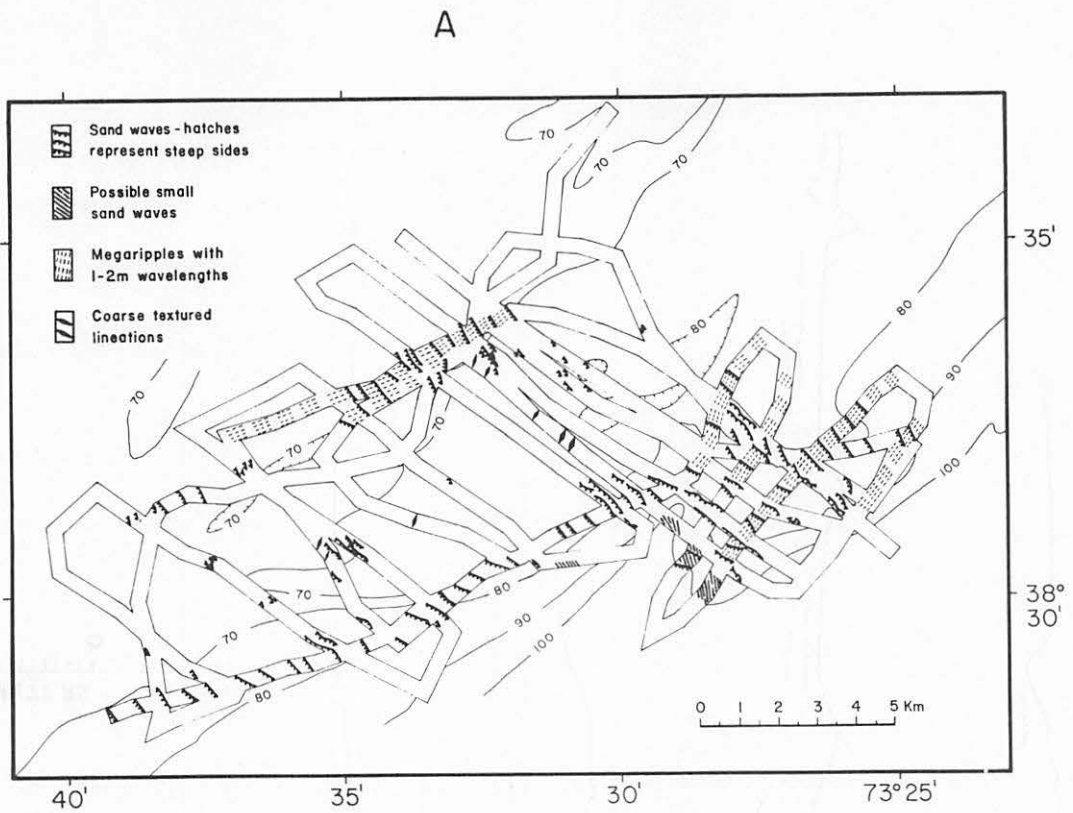 A
Sand waves - hatches
represent steep sides
Possible small
sand waves
Megaripples with
1-2m wavelengths
Coarse textured
lineations
70
70
70
35'
80
80
90
70
70
70
100
70
70
80
70
90
100
80
38°
30'
0 1 2 3 4 5 Km
40' 35' 30' 73°25'